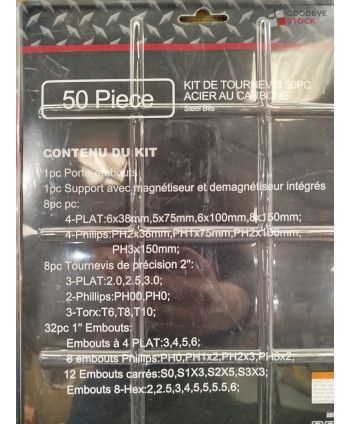 GOODBYE
STOCK
50 Piece
KIT DE TOURNEVIS 50PC
ACIER AU CARBONE
Steel Bits
CONTENU DU KIT
1pc Porte-embouts
1pc Support avec magnétiseur et demagnétiseur intégrés
8pc pc:
4-PLAT:6x38mm,5x75mm,6x100mm,8x150mm;
4-Philips:PH2x38mm,PH1x75mm,PH2x100mm,
PH3x150mm;
8pc Tournevis de précision 2":
3-PLAT:2.0,2.5,3.0;
2-Phillips:PH00,PH0;
3-Torx:T6,T8,T10;
32pc 1" Embouts:
Embouts à 4 PLAT:3,4,5,6;
8 embouts Phillips:PH0,PH1x2,PH2x3,PH3x2;
12 Embouts carrés:S0,S1X3,S2X5,S3X3;
Embouts 8-Hex:2,2.5,3,4,5,5,5.5,6;